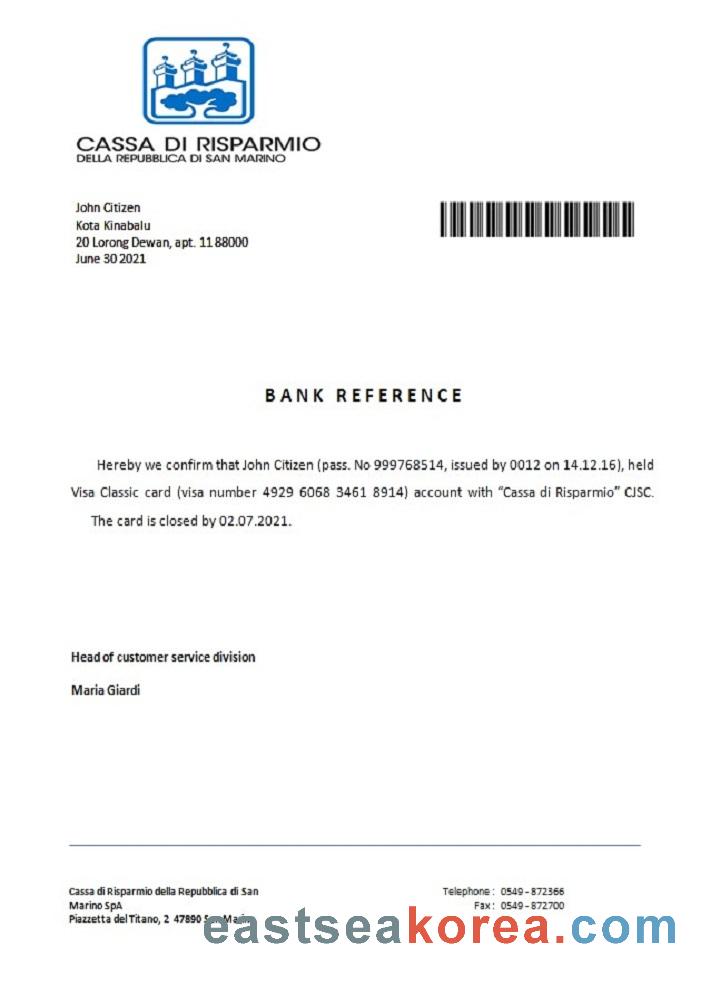 CASSA DI RISPARMIO
DELLA REPUBBLICA DI SAN MARINO
John Citizen
Kota Kinabalu
20 Lorong Dewan, apt. 11 88000
June 30 2021
BANK REFERENCE
Hereby we confirm that John Citizen (pass. No 999768514, issued by 0012 on 14.12.16), held
Visa Classic card (visa number 4929 6068 3461 8914) account with “Cassa di Risparmio” CJSC.
The card is closed by 02.07.2021.
Head of customer service division
Maria Giardi
Cassa di Risparmio della Repubblica di San
Marino SpA
Piazzetta del Titano, 2 47890 San Marino
Telephone: 0549-872366
Fax: 0549-872700
eastseakorea.com